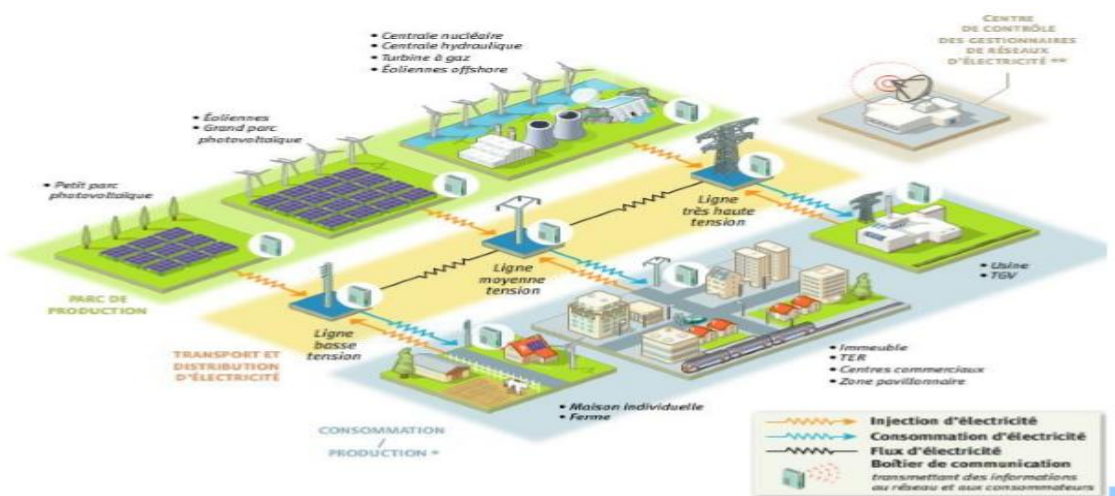 • Centrale nucléaire
• Centrale hydraulique
• Turbine à gaz
• Éoliennes offshore
CENTRE
DE CONTRÔLE
DES GESTIONNAIRES
DE RÉSEAUX
D'ÉLECTRICITÉ **
• Éoliennes
• Grand parc
photovoltaïque
• Petit parc
photovoltaïque
Ligne
très haute
tension
Ligne
moyenne
tension
Ligne
basse
tension
• Usine
• TGV
PARC DE
PRODUCTION
TRANSPORT ET
DISTRIBUTION
D'ÉLECTRICITÉ
• Immeuble
• TER
• Centres commerciaux
• Zone pavillonnaire
• Maison individuelle
• Ferme
CONSOMMATION
/
PRODUCTION *
Injection d'électricité
Consommation d'électricité
Flux d'électricité
Boîtier de communication
transmettant des informations
au réseau et aux consommateurs